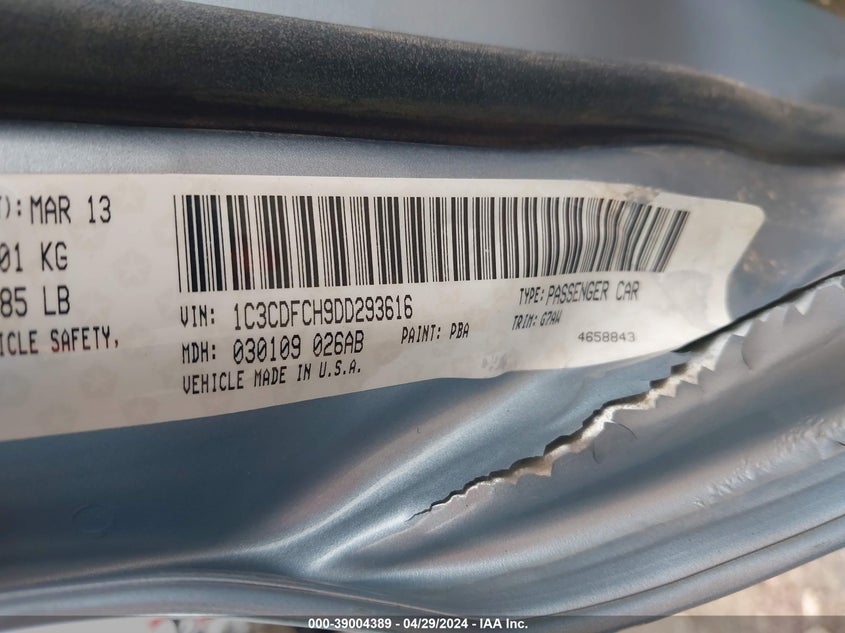 T): MAR 13
01 KG
85 LB
ICLE SAFETY,
VIN: 1C3CDFCH9DD293616
TYPE: PASSENGER CAR
MDH: 030109 026AB
PAINT: PBA
TRIM: G7AW
VEHICLE MADE IN U.S.A.
4658843
000-39004389 - 04/29/2024 - IAA Inc.